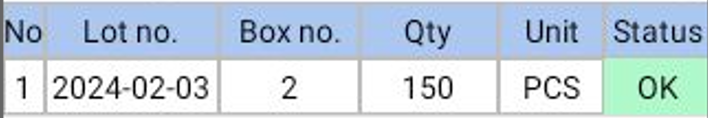 No Lot no. Box no. Qty Unit Status
1 2024-02-03 2 150 PCS OK